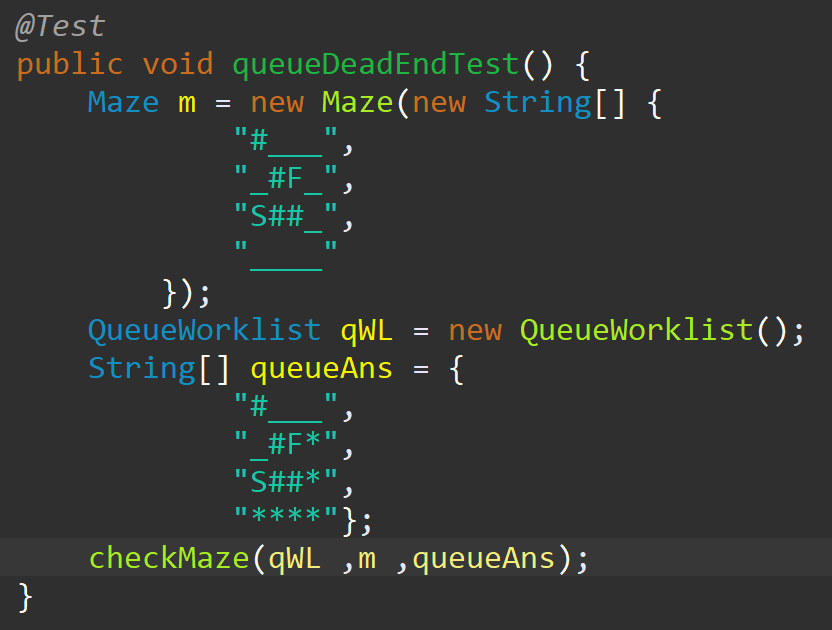 @Test
public void queueDeadEndTest() {
    Maze m = new Maze(new String[] {
            "#___",
            "_#F_",
            "S##_",
            "____"
        });
    QueueWorklist qWL = new QueueWorklist();
    String[] queueAns = {
            "#___",
            "_#F*",
            "S##*",
            "****"};
    checkMaze(qWL ,m ,queueAns);
}